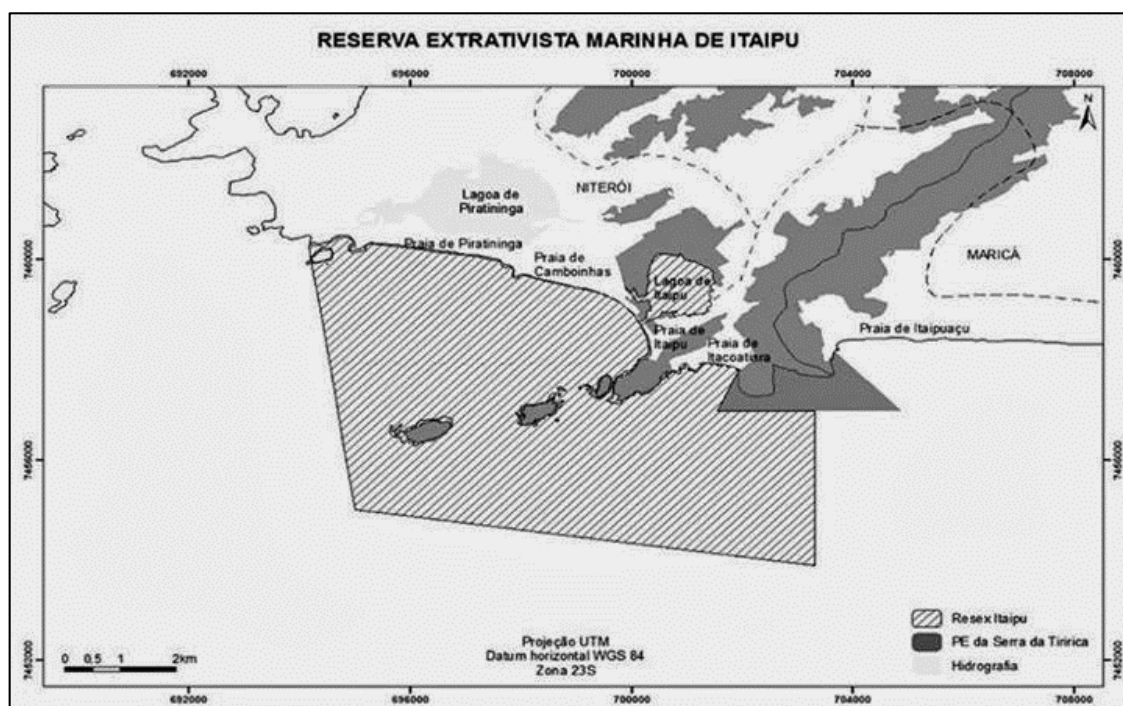 RESERVA EXTRATIVISTA MARINHA DE ITAIPU
692000 696000 700000 704000 708000
N
Lagoa de
Piratininga
NITERÓI
MARICÁ
7460000 7460000
Praia de Piratininga
Praia de
Camboinhas
Lagoa de
Itaipu
Praia de
Itaipu
Praia de
Itacoatiara
Praia de Itaipuaçu
7456000 7456000
Resex Itaipu
PE da Serra da Tiririca
Hidrografia
Projeção UTM
Datum horizontal WGS 84
Zona 23S
0 0,5 1 2km
7452000 7452000
692000 696000 700000 704000 708000